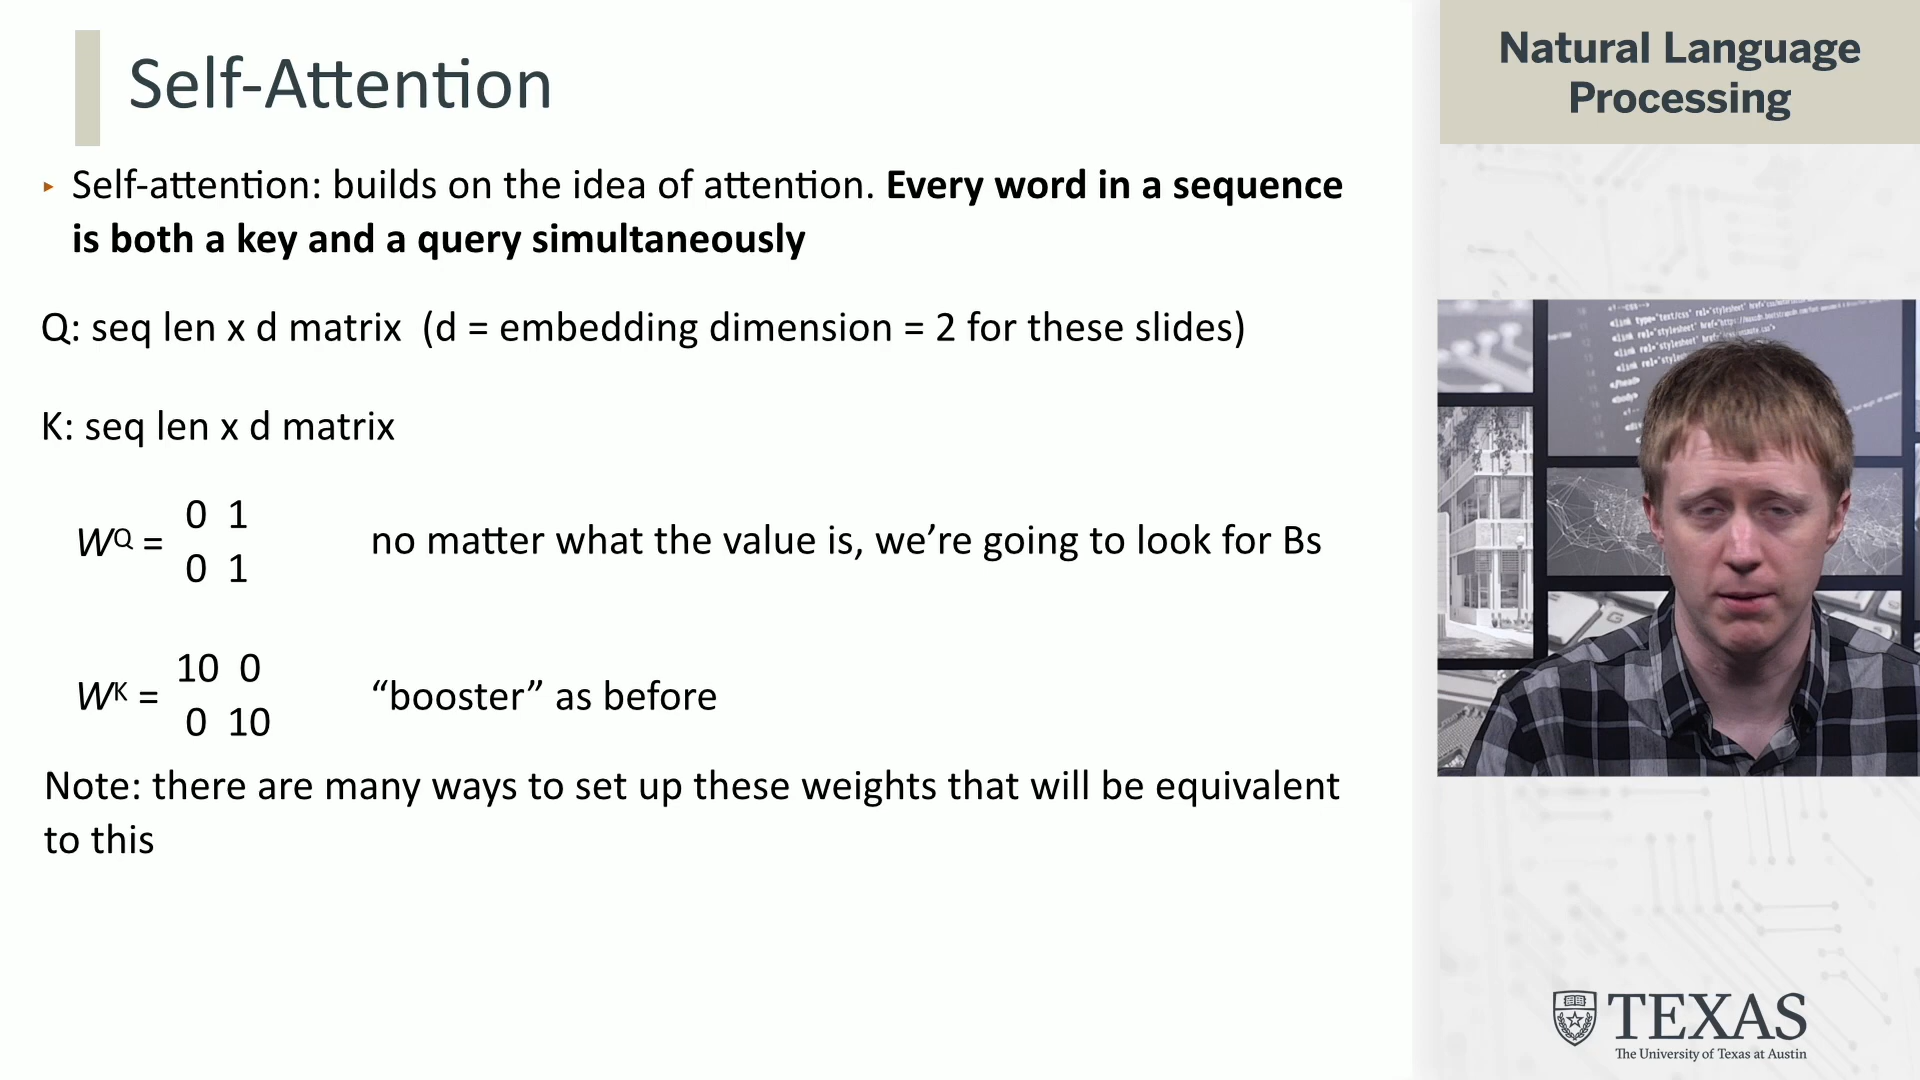 Self-Attention
Natural Language
Processing
‣ Self-attention: builds on the idea of attention. Every word in a sequence
is both a key and a query simultaneously
Q: seq len x d matrix (d = embedding dimension = 2 for these slides)
K: seq len x d matrix
0 1
Wᵠ = no matter what the value is, we’re going to look for Bs
0 1
10 0
Wᴷ = “booster” as before
0 10
Note: there are many ways to set up these weights that will be equivalent
to this
TEXAS
The University of Texas at Austin